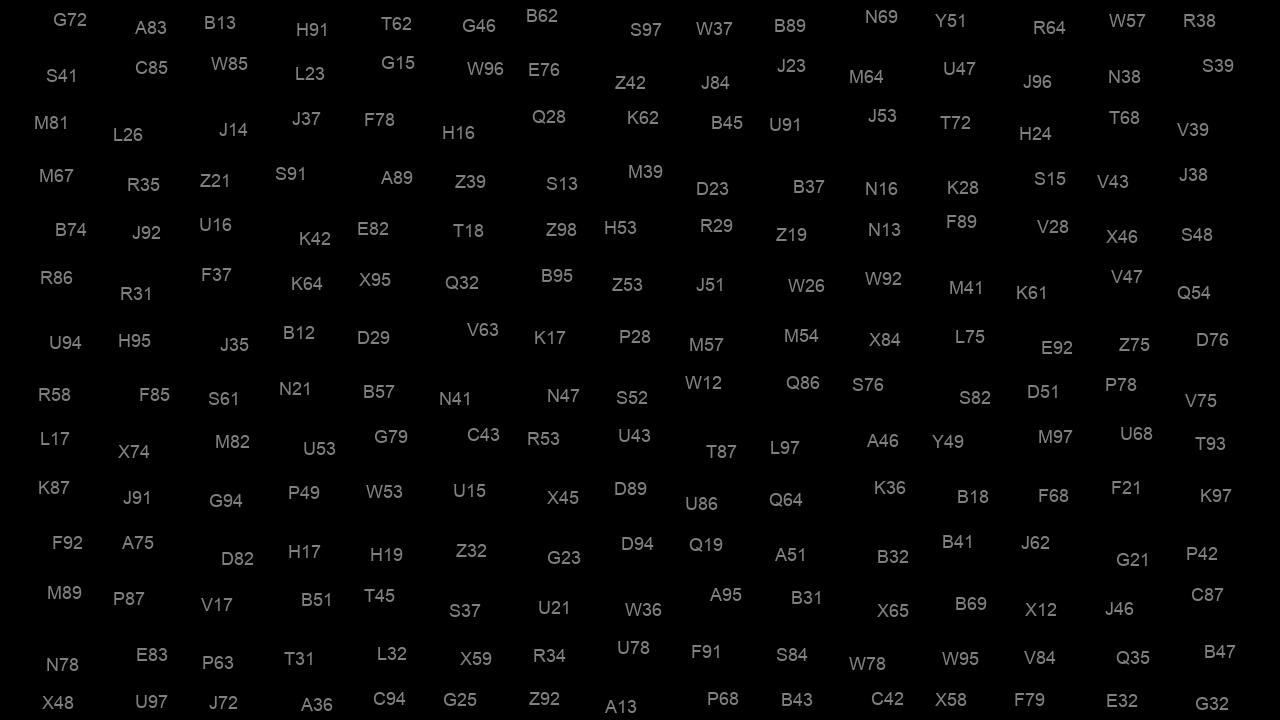 G72 A83 B13 H91 T62 G46 B62 S97 W37 B89 N69 Y51 R64 W57 R38
S41 C85 W85 L23 G15 W96 E76 Z42 J84 J23 M64 U47 J96 N38 S39
M81 L26 J14 J37 F78 H16 Q28 K62 B45 U91 J53 T72 H24 T68 V39
M67 R35 Z21 S91 A89 Z39 S13 M39 D23 B37 N16 K28 S15 V43 J38
B74 J92 U16 K42 E82 T18 Z98 H53 R29 Z19 N13 F89 V28 X46 S48
R86 R31 F37 K64 X95 Q32 B95 Z53 J51 W26 W92 M41 K61 V47 Q54
U94 H95 J35 B12 D29 V63 K17 P28 M57 M54 X84 L75 E92 Z75 D76
R58 F85 S61 N21 B57 N41 N47 S52 W12 Q86 S76 S82 D51 P78 V75
L17 X74 M82 U53 G79 C43 R53 U43 T87 L97 A46 Y49 M97 U68 T93
K87 J91 G94 P49 W53 U15 X45 D89 U86 Q64 K36 B18 F68 F21 K97
F92 A75 D82 H17 H19 Z32 G23 D94 Q19 A51 B32 B41 J62 G21 P42
M89 P87 V17 B51 T45 S37 U21 W36 A95 B31 X65 B69 X12 J46 C87
N78 E83 P63 T31 L32 X59 R34 U78 F91 S84 W78 W95 V84 Q35 B47
X48 U97 J72 A36 C94 G25 Z92 A13 P68 B43 C42 X58 F79 E32 G32